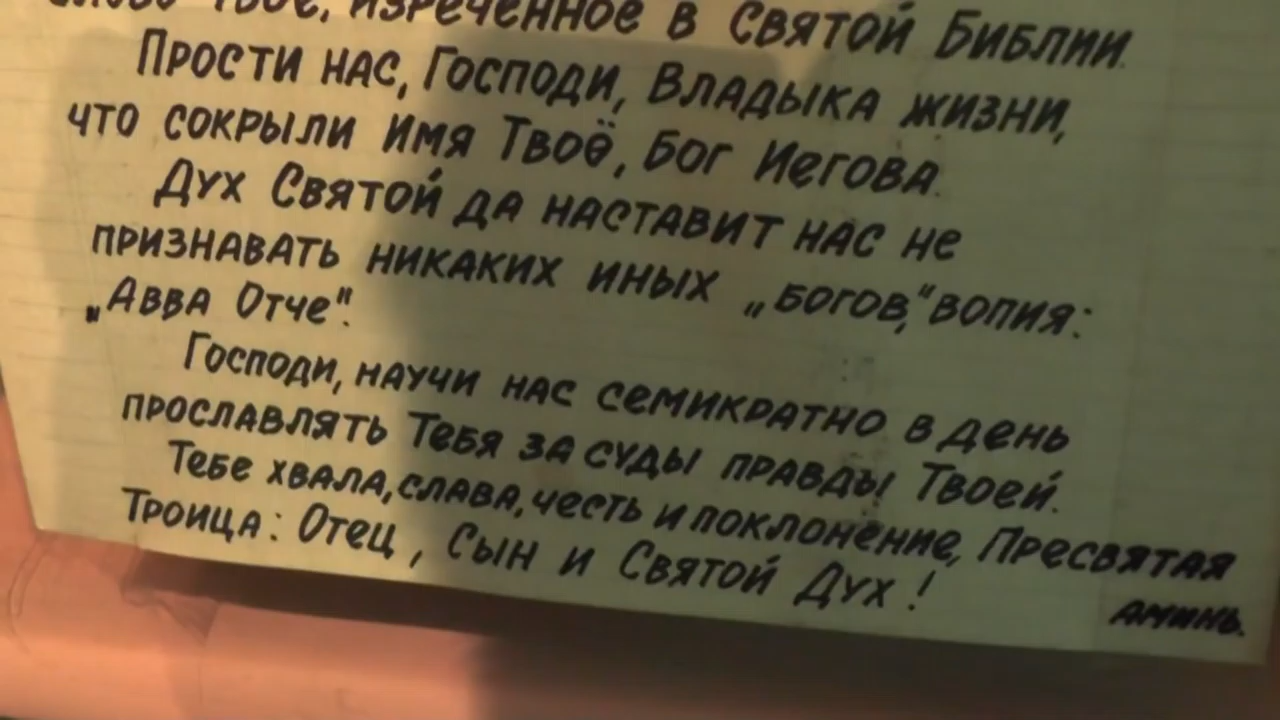 Слово Твоё, изреченное в Святой Библии.
Прости нас, Господи, Владыка жизни,
что сокрыли имя Твоё, Бог Иегова.
Дух Святой да наставит нас не
признавать никаких иных „богов," вопия:
„Авва Отче".
Господи, научи нас семикратно в день
прославлять Тебя за суды правды Твоей.
Тебе хвала, слава, честь и поклонение, Пресвятая
Троица: Отец, Сын и Святой Дух!
Аминь.